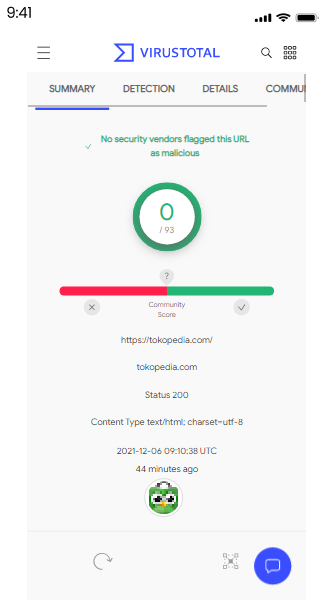 9:41
VIRUSTOTAL
SUMMARY DETECTION DETAILS COMMUN
No security vendors flagged this URL
as malicious
0
/ 93
?
Community
Score
https://tokopedia.com/
tokopedia.com
Status 200
Content Type text/html; charset=utf-8
2021-12-06 09:10:38 UTC
44 minutes ago